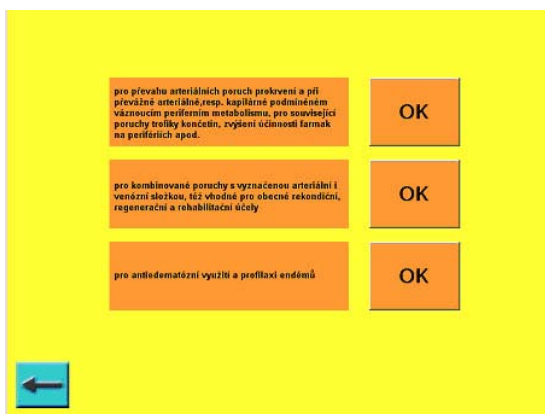 pro převahu arteriálních poruch prokrvení a při
převážně arteriálně,resp. kapilárně podmíněném
váznoucím periferním metabolismu, pro související
poruchy trofiky končetin, zvýšení účinnosti farmak
na periferiích apod.
OK
pro kombinované poruchy s vyznačenou arteriální i
venózní složkou, též vhodné pro obecné rekondiční,
regenerační a rehabilitační účely
OK
pro antiedematózní využití a profilaxi endémů
OK